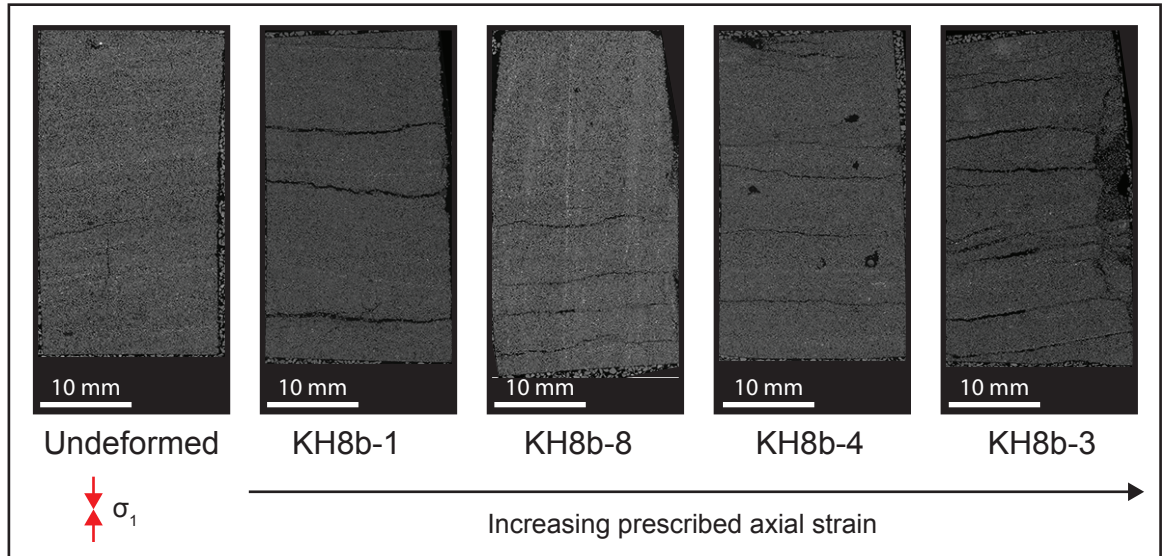 10 mm
10 mm
10 mm
10 mm
10 mm
Undeformed
KH8b-1
KH8b-8
KH8b-4
KH8b-3
σ₁
Increasing prescribed axial strain